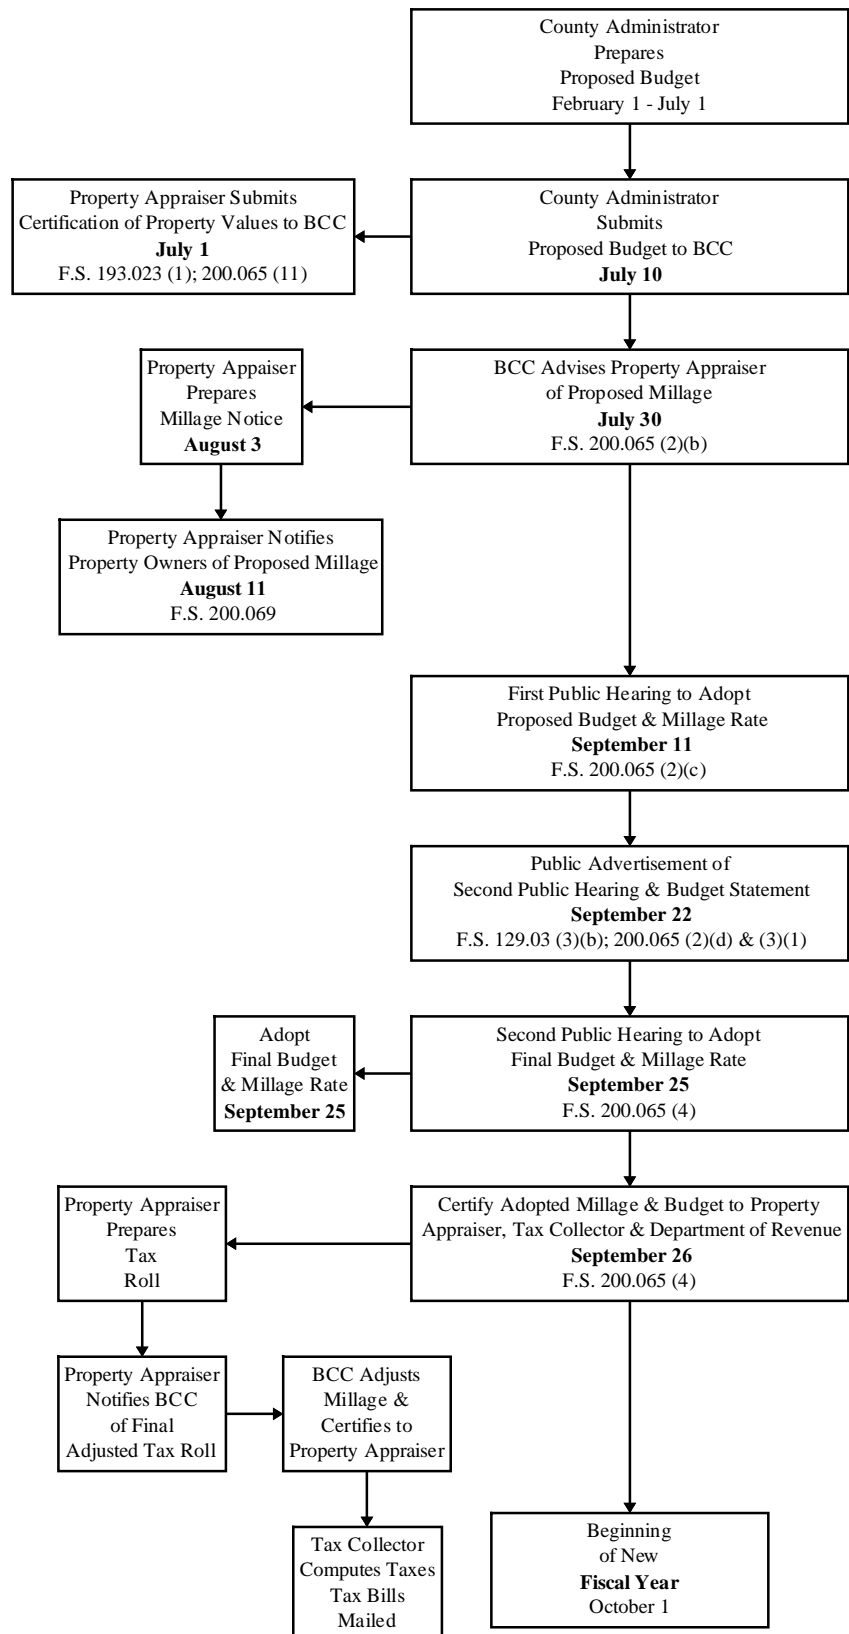 County Administrator
Prepares
Proposed Budget
February 1 - July 1
Property Appraiser Submits
Certification of Property Values to BCC
July 1
F.S. 193.023 (1); 200.065 (11)
County Administrator
Submits
Proposed Budget to BCC
July 10
Property Appaiser
Prepares
Millage Notice
August 3
BCC Advises Property Appraiser
of Proposed Millage
July 30
F.S. 200.065 (2)(b)
Property Appraiser Notifies
Property Owners of Proposed Millage
August 11
F.S. 200.069
First Public Hearing to Adopt
Proposed Budget & Millage Rate
September 11
F.S. 200.065 (2)(c)
Public Advertisement of
Second Public Hearing & Budget Statement
September 22
F.S. 129.03 (3)(b); 200.065 (2)(d) & (3)(1)
Adopt
Final Budget
& Millage Rate
September 25
Second Public Hearing to Adopt
Final Budget & Millage Rate
September 25
F.S. 200.065 (4)
Property Appraiser
Prepares
Tax
Roll
Certify Adopted Millage & Budget to Property
Appraiser, Tax Collector & Department of Revenue
September 26
F.S. 200.065 (4)
Property Appraiser
Notifies BCC
of Final
Adjusted Tax Roll
BCC Adjusts
Millage &
Certifies to
Property Appraiser
Tax Collector
Computes Taxes
Tax Bills
Mailed
Beginning
of New
Fiscal Year
October 1